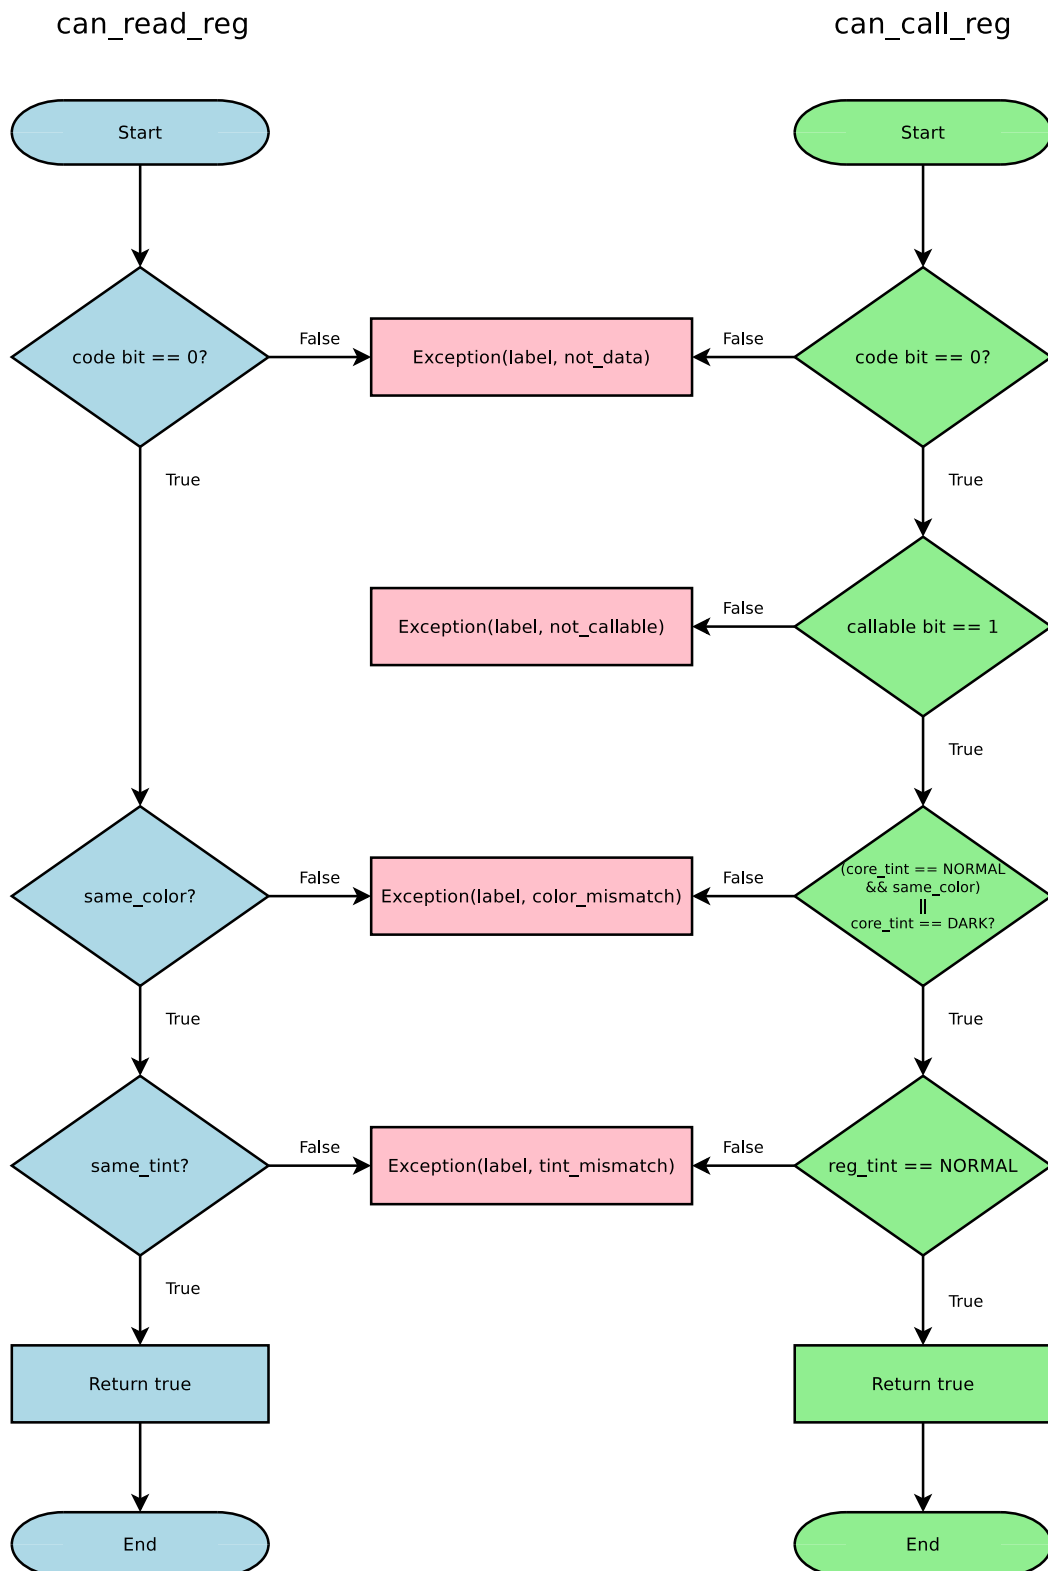 can_read_reg
can_call_reg
Start
Start
code bit == 0?
False
Exception(label, not_data)
False
code bit == 0?
True
True
Exception(label, not_callable)
False
callable bit == 1
True
same_color?
False
Exception(label, color_mismatch)
False
(core_tint == NORMAL
&& same_color)
||
core_tint == DARK?
True
True
same_tint?
False
Exception(label, tint_mismatch)
False
reg_tint == NORMAL
True
True
Return true
Return true
End
End